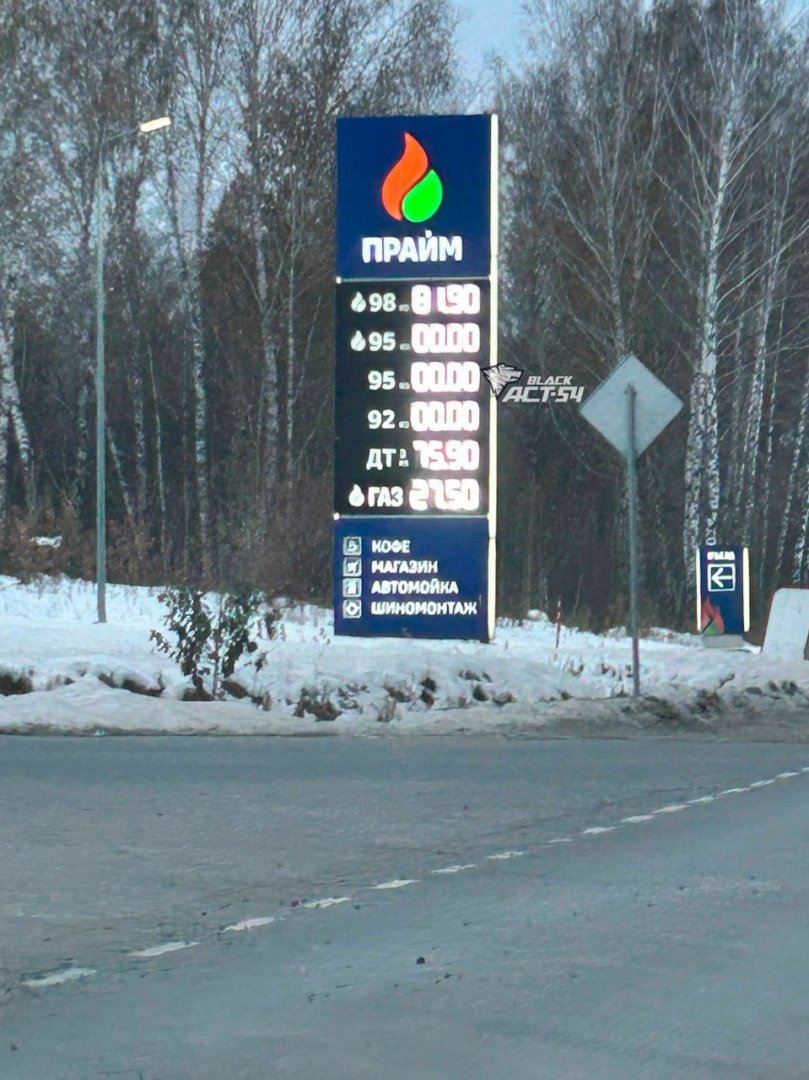 ПРАЙМ
98 81.90
95 00.00
95 00.00
92 00.00
ДТ 75.90
ГАЗ 27.50
BLACK
АСТ-54
КОФЕ
МАГАЗИН
АВТОМОЙКА
ШИНОМОНТАЖ